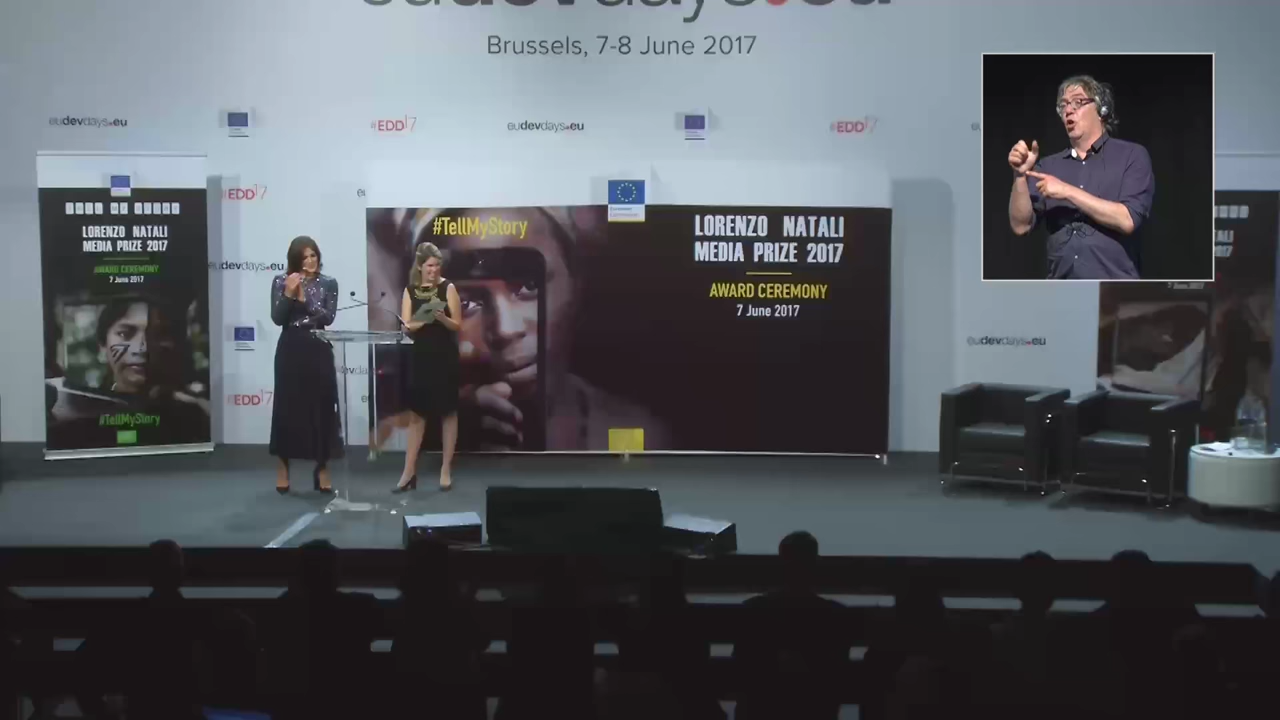 eudevdays.eu
Brussels, 7-8 June 2017
eudevdays.eu
#EDD17
eudevdays.eu
#EDD17
#EDD17
eudevdays.eu
#EDD17
LORENZO NATALI
MEDIA PRIZE 2017
AWARD CEREMONY
7 June 2017
#TellMyStory
#TellMyStory
LORENZO NATALI
MEDIA PRIZE 2017
AWARD CEREMONY
7 June 2017
eudevdays.eu